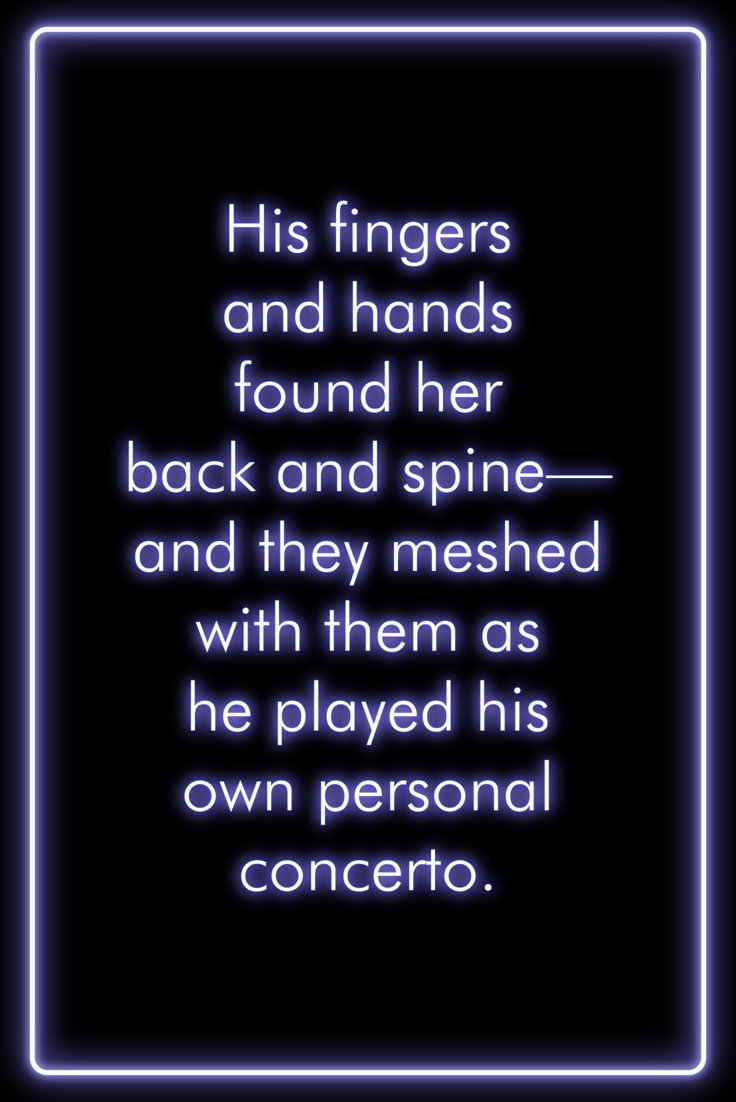 His fingers
and hands
found her
back and spine—
and they meshed
with them as
he played his
own personal
concerto.